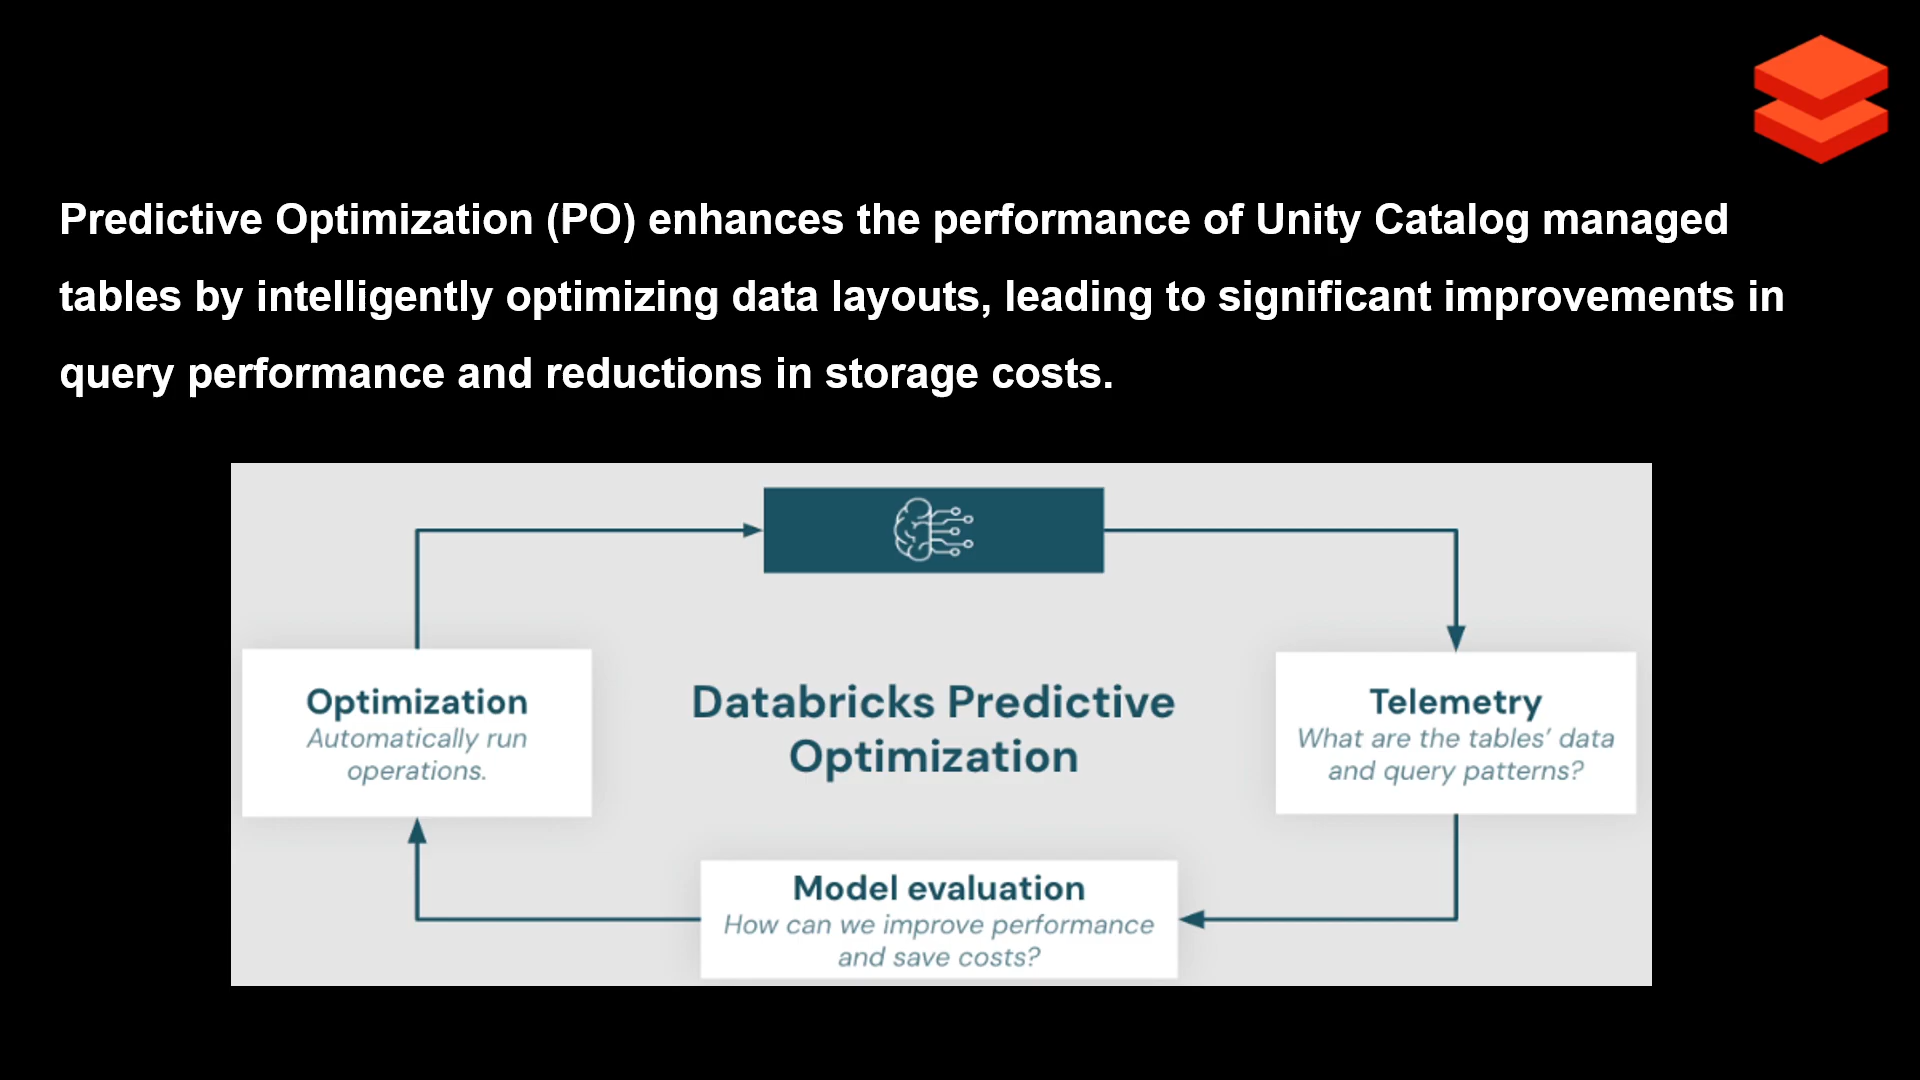 Predictive Optimization (PO) enhances the performance of Unity Catalog managed
tables by intelligently optimizing data layouts, leading to significant improvements in
query performance and reductions in storage costs.
Optimization
Automatically run
operations.
Databricks Predictive
Optimization
Telemetry
What are the tables’ data
and query patterns?
Model evaluation
How can we improve performance
and save costs?